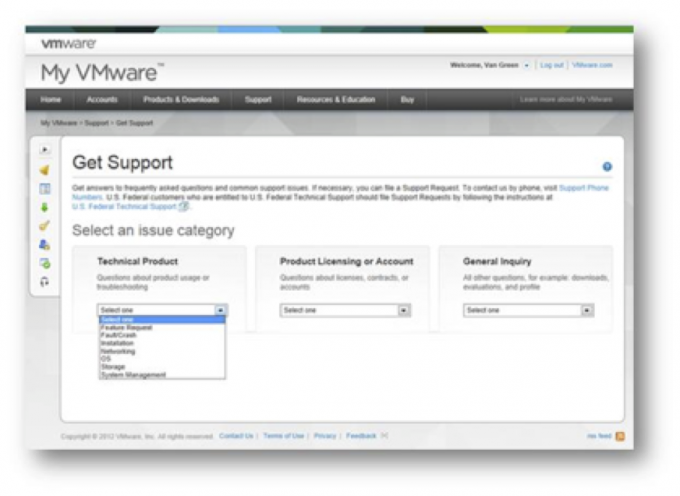 vmware
My VMware™
Welcome, Van Green | Log out | VMware.com
Home Accounts Products & Downloads Support Resources & Education Buy Learn more about My VMware
My VMware > Support > Get Support
Get Support
Get answers to frequently asked questions and common support issues. If necessary, you can file a Support Request. To contact us by phone, visit Support Phone
Numbers. U.S. Federal customers who are entitled to U.S. Federal Technical Support should file Support Requests by following the instructions at
U.S. Federal Technical Support.
Select an issue category
Technical Product
Questions about product usage or
troubleshooting
Select one
Select one
Feature Request
Fault/Crash
Installation
Networking
OS
Storage
System Management
Product Licensing or Account
Questions about licenses, contracts, or
accounts
Select one
General Inquiry
All other questions, for example: downloads,
evaluations, and profile
Select one
Copyright © 2012 VMware, Inc. All rights reserved. Contact Us | Terms of Use | Privacy | Feedback
rss feed